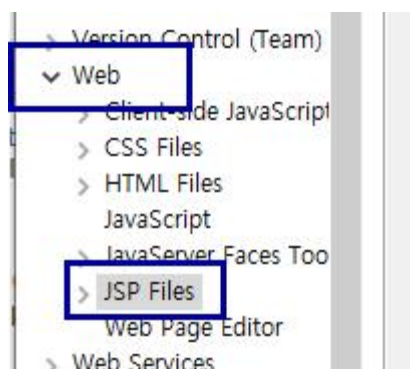 Version Control (Team)
Web
Client-side JavaScript
CSS Files
HTML Files
JavaScript
JavaServer Faces Too
JSP Files
Web Page Editor
Web Services